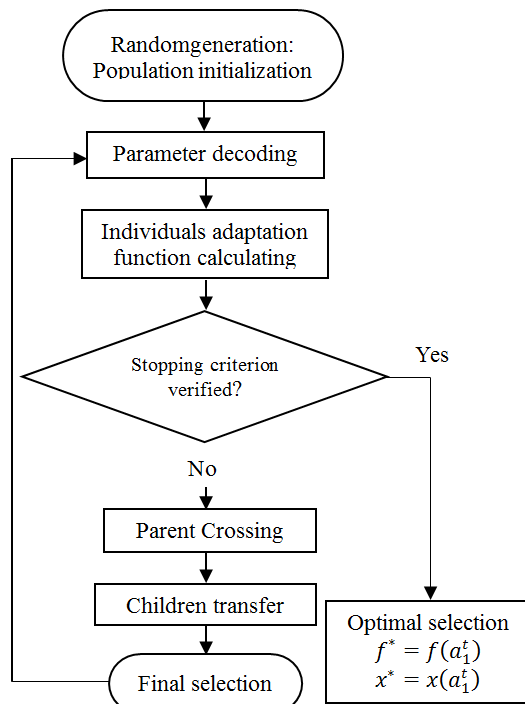 Randomgeneration:
Population initialization
Parameter decoding
Individuals adaptation
function calculating
Stopping criterion
verified?
Yes
No
Parent Crossing
Children transfer
Final selection
Optimal selection
f* = f(a₁ᵗ)
x* = x(a₁ᵗ)